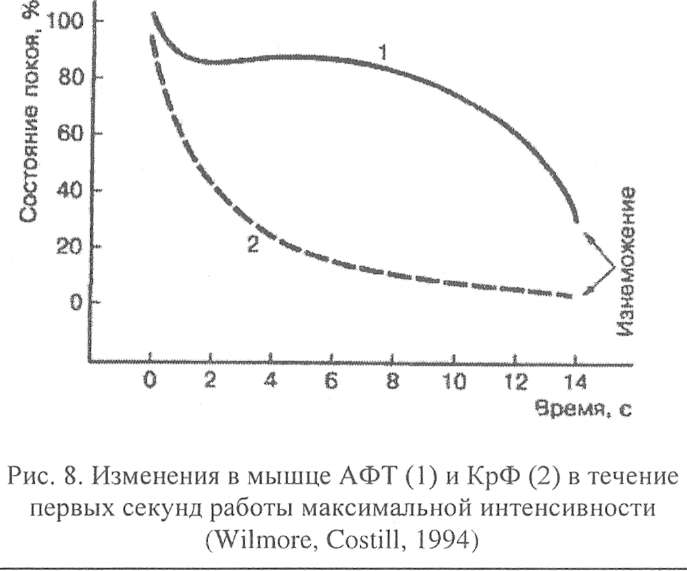 Состояние покоя, %
100
80
60
40
20
0
1
2
Изнеможение
0 2 4 6 8 10 12 14
Время, с
Рис. 8. Изменения в мышце АФТ (1) и КрФ (2) в течение
первых секунд работы максимальной интенсивности
(Wilmore, Costill, 1994)